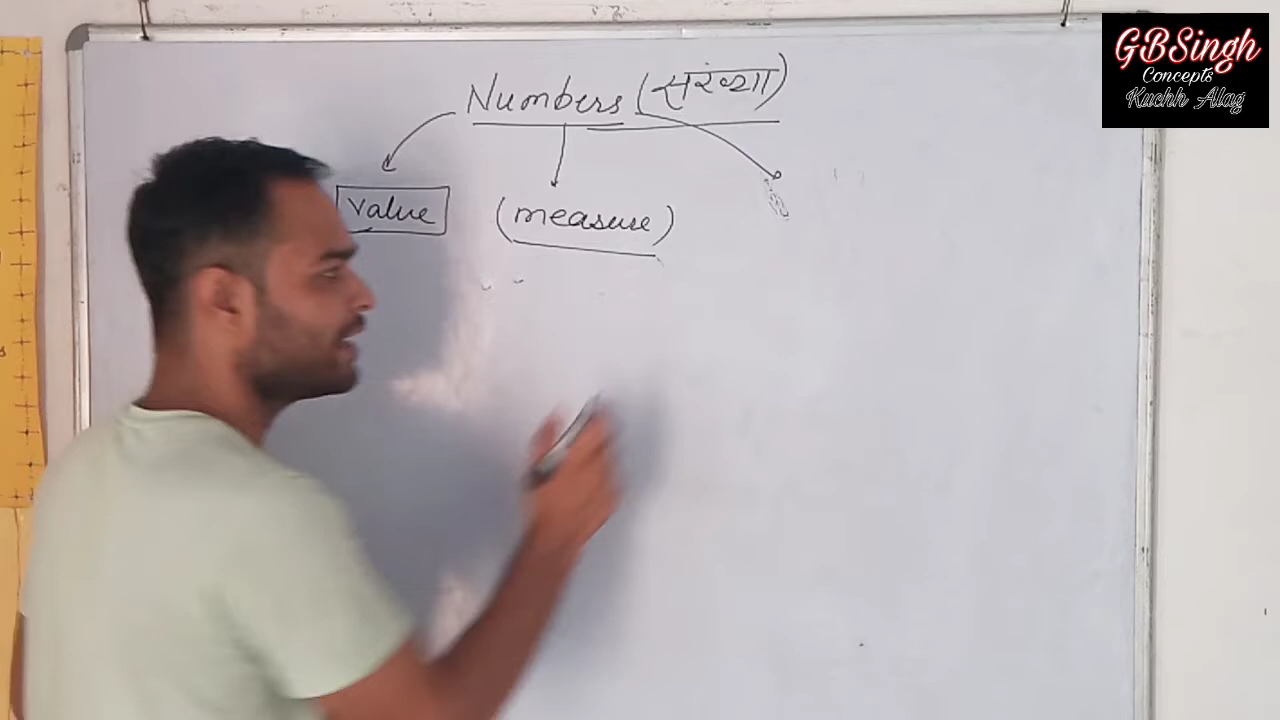 GBSingh
Concepts
Kuchh Alag
Numbers (संख्या)
value (measure)